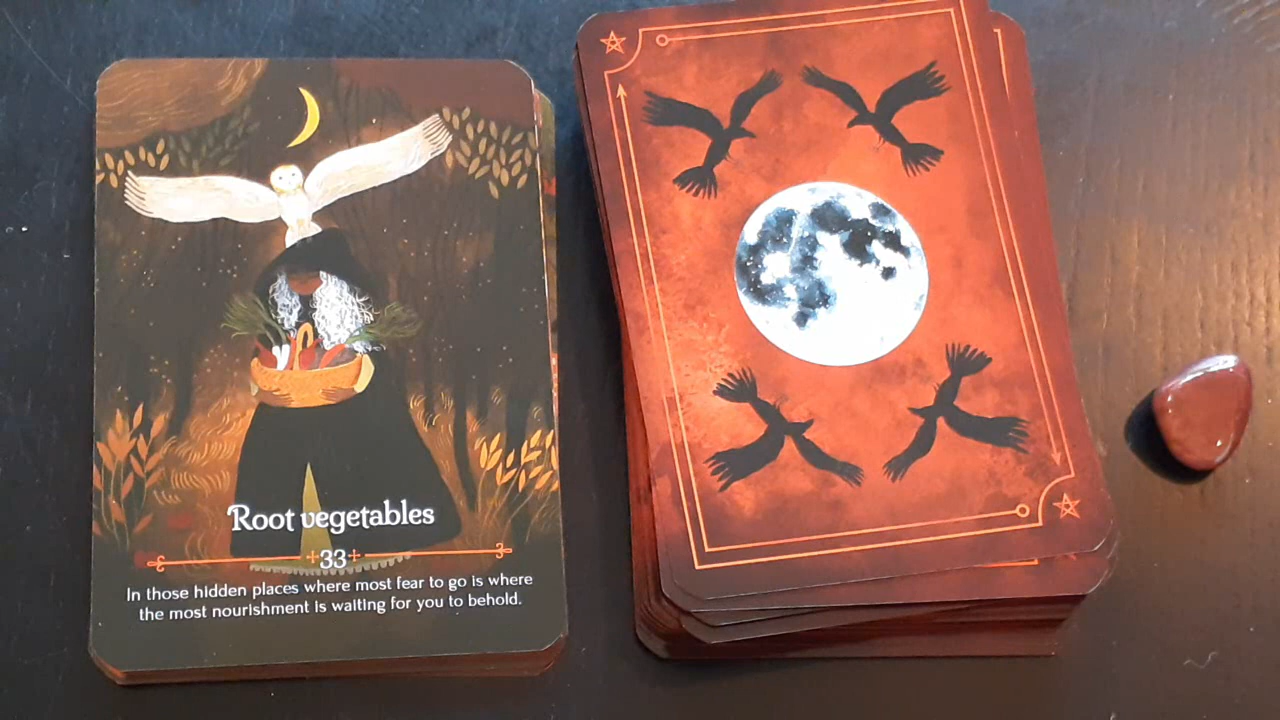 Root vegetables
33
In those hidden places where most fear to go is where
the most nourishment is waiting for you to behold.